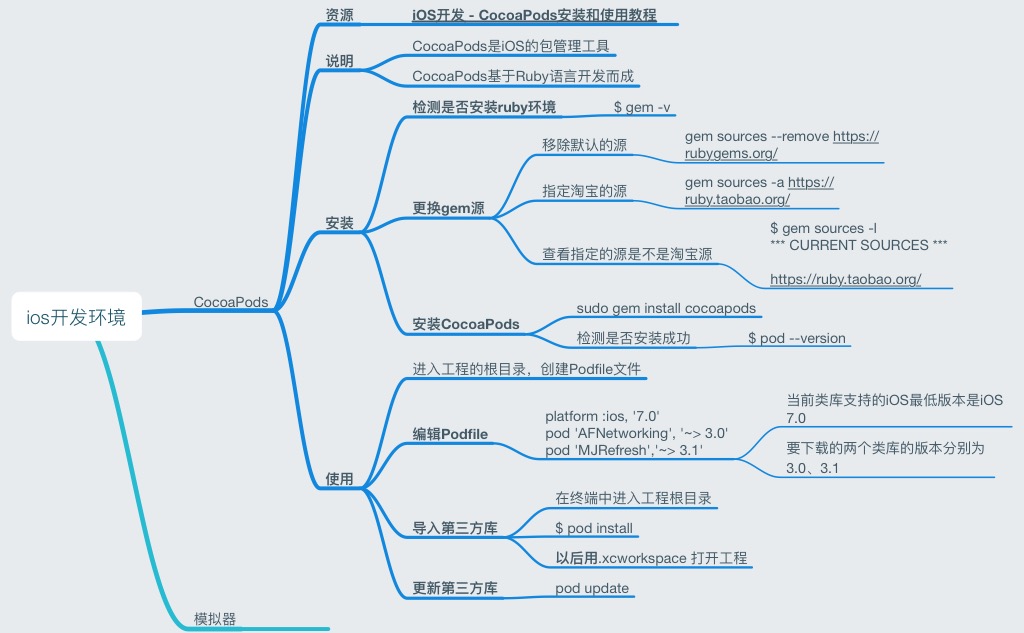 ios开发环境
CocoaPods
资源
iOS开发 - CocoaPods安装和使用教程
说明
CocoaPods是iOS的包管理工具
CocoaPods基于Ruby语言开发而成
安装
检测是否安装ruby环境
$ gem -v
更换gem源
移除默认的源
gem sources --remove https://
rubygems.org/
指定淘宝的源
gem sources -a https://
ruby.taobao.org/
查看指定的源是不是淘宝源
$ gem sources -l
*** CURRENT SOURCES ***
https://ruby.taobao.org/
安装CocoaPods
sudo gem install cocoapods
检测是否安装成功
$ pod --version
使用
进入工程的根目录，创建Podfile文件
编辑Podfile
platform :ios, '7.0'
pod 'AFNetworking', '~> 3.0'
pod 'MJRefresh','~> 3.1'
当前类库支持的iOS最低版本是iOS
7.0
要下载的两个类库的版本分别为
3.0、3.1
导入第三方库
在终端中进入工程根目录
$ pod install
以后用.xcworkspace 打开工程
更新第三方库
pod update
模拟器